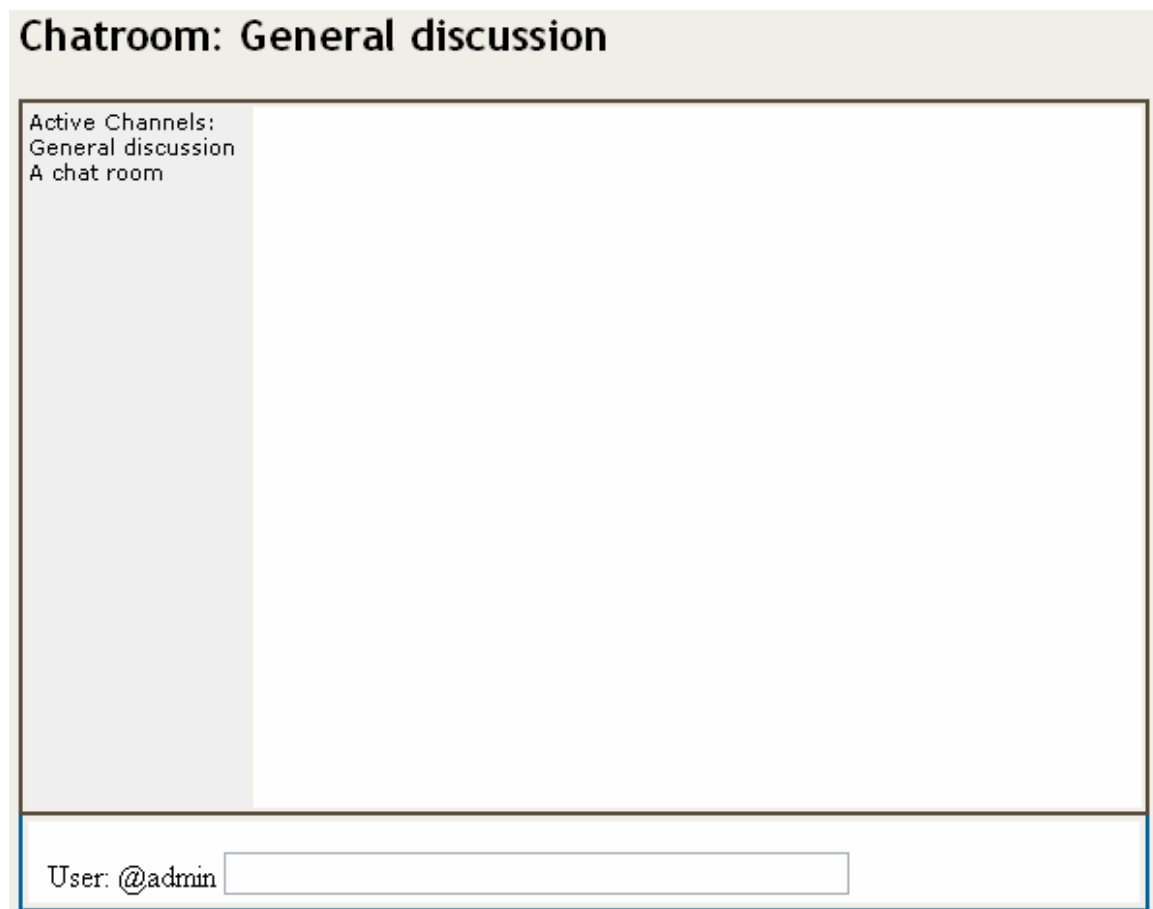 Chatroom: General discussion
Active Channels:
General discussion
A chat room
User: @admin